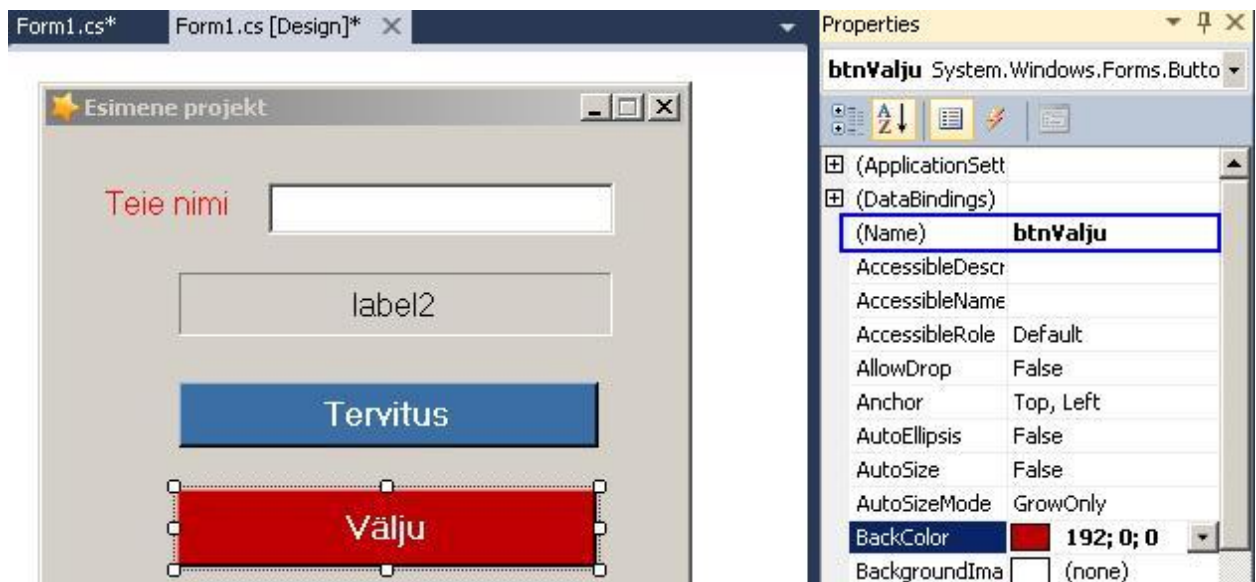 Form1.cs*
Form1.cs [Design]*
Esimene projekt
Teie nimi
label2
Tervitus
Välju
Properties
btnValju System.Windows.Forms.Butto
(ApplicationSett
(DataBindings)
(Name) btnValju
AccessibleDescr
AccessibleName
AccessibleRole Default
AllowDrop False
Anchor Top, Left
AutoEllipsis False
AutoSize False
AutoSizeMode GrowOnly
BackColor 192; 0; 0
BackgroundIma (none)